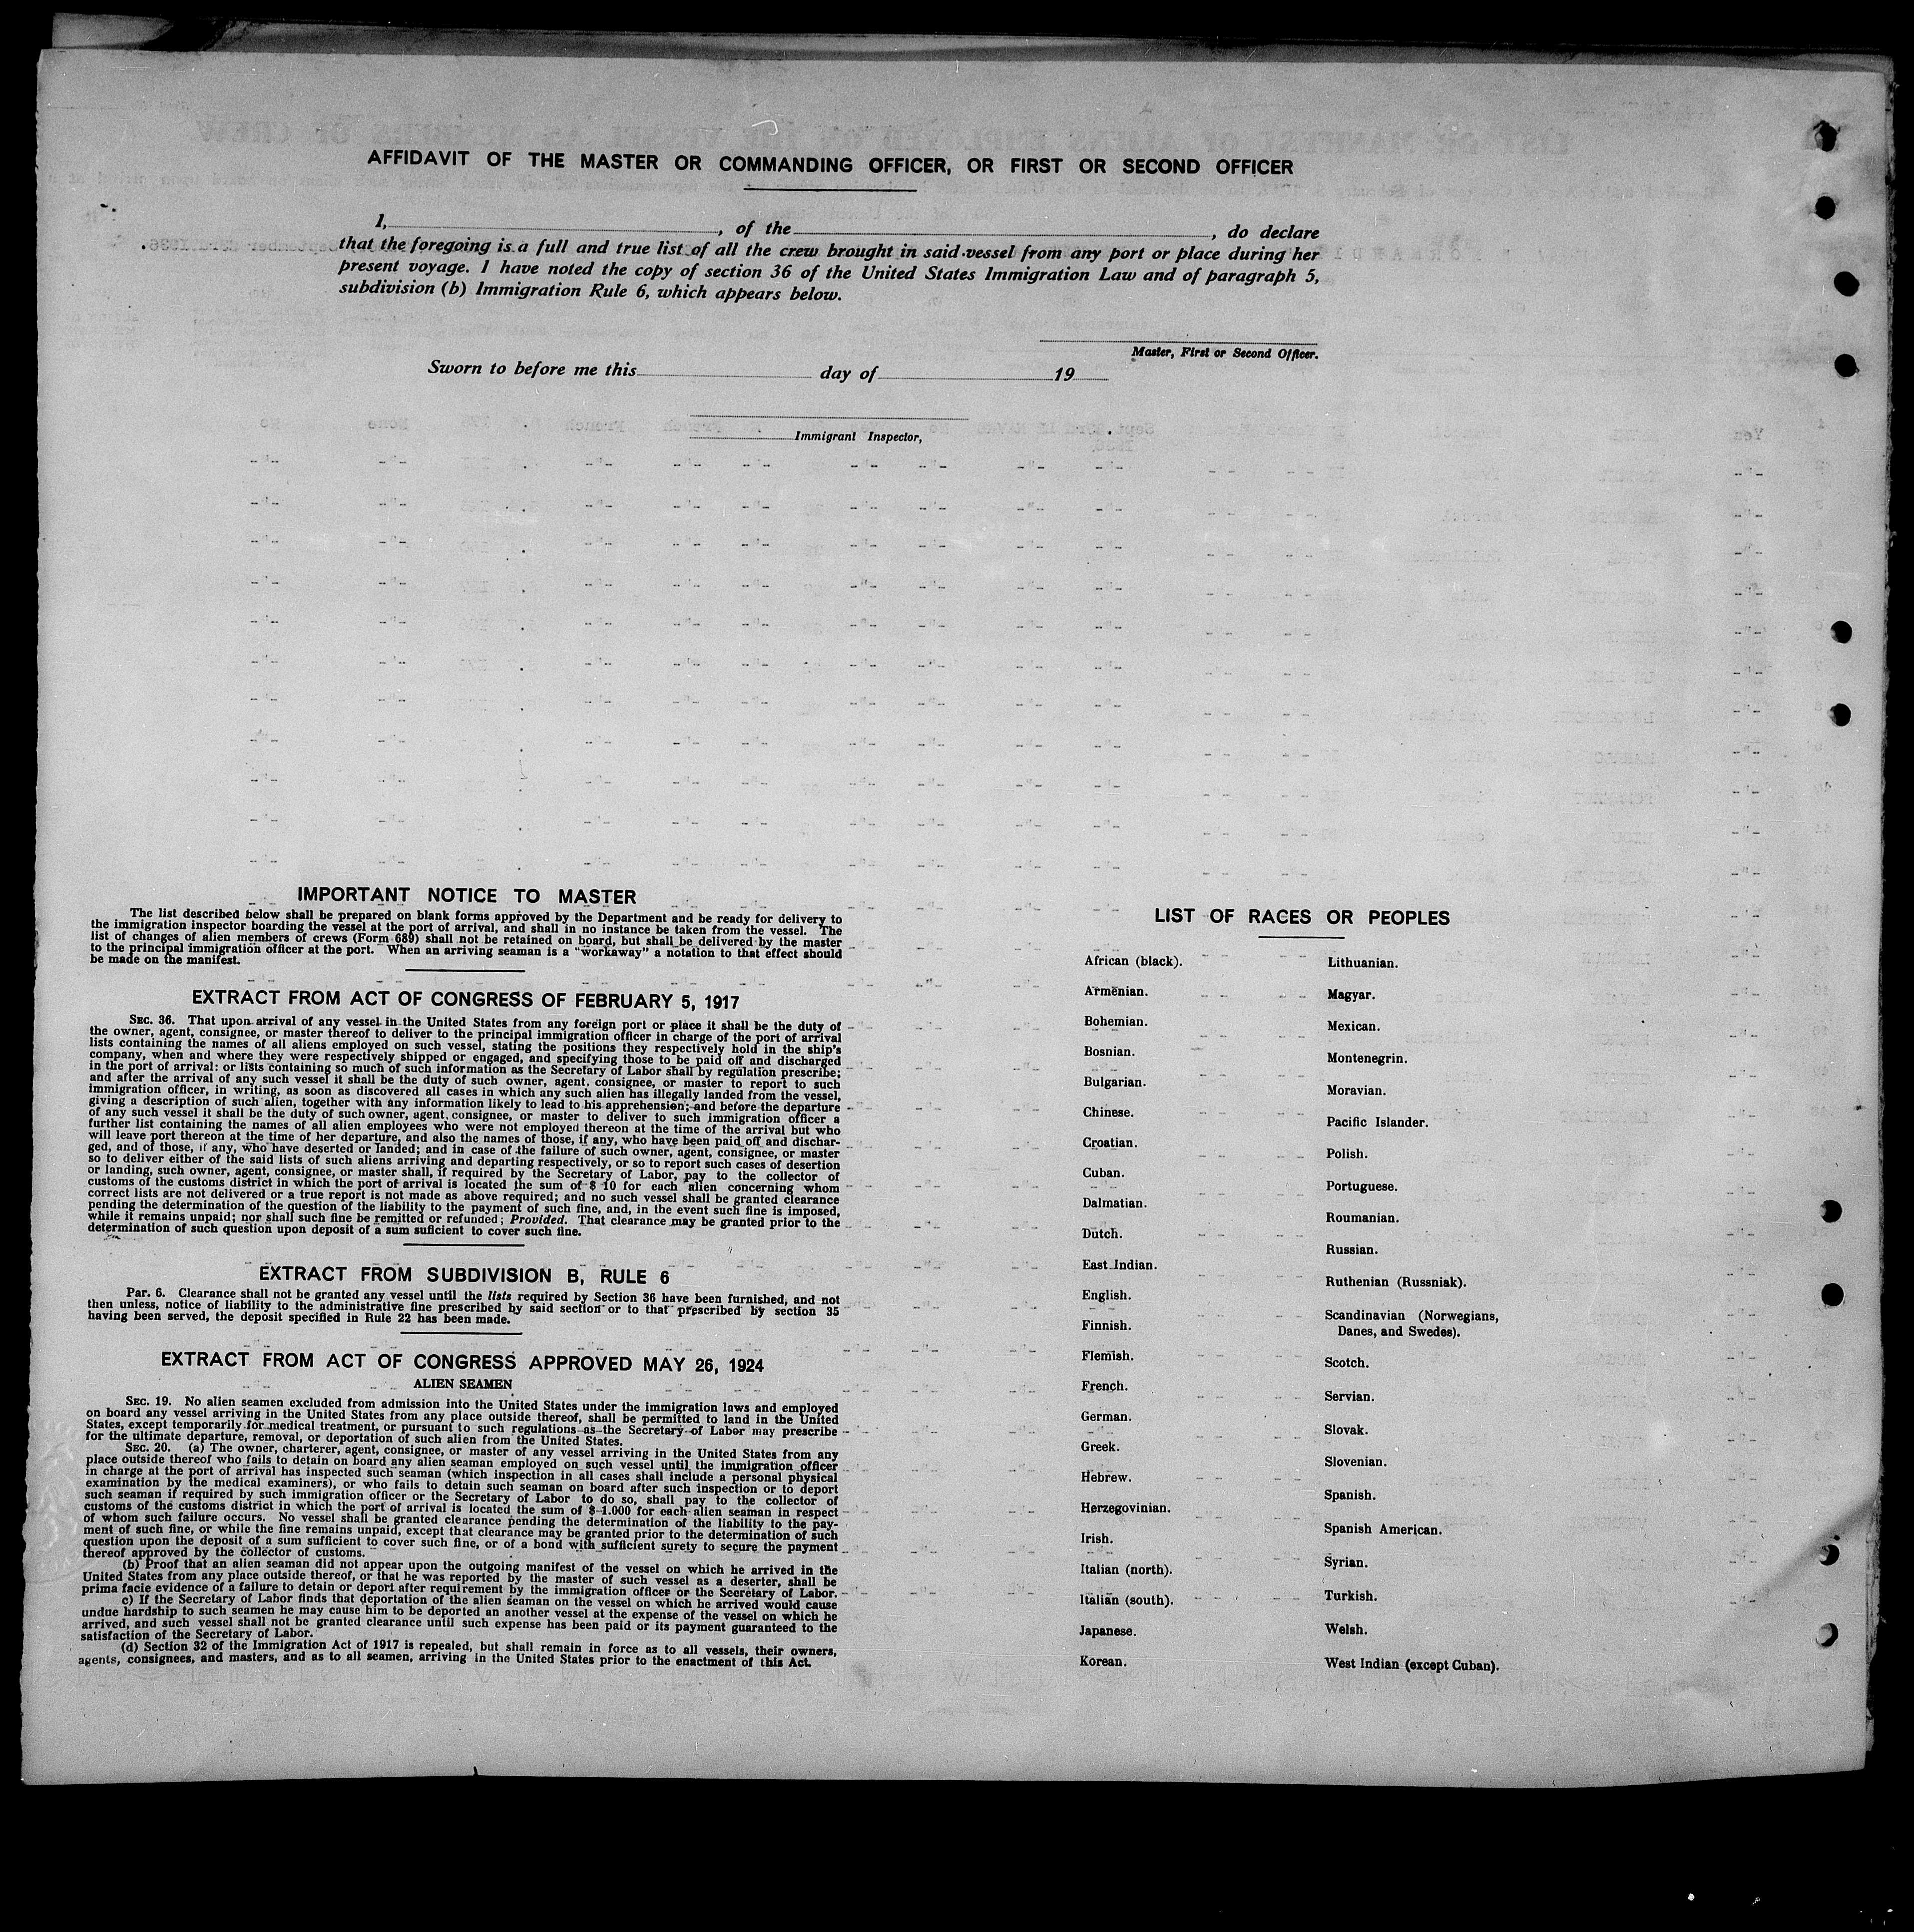 AFFIDAVIT OF THE MASTER OR COMMANDING OFFICER, OR FIRST OR SECOND OFFICER
I, , of the , do declare
that the foregoing is a full and true list of all the crew brought in said vessel from any port or place during her
present voyage. I have noted the copy of section 36 of the United States Immigration Law and of paragraph 5,
subdivision (b) Immigration Rule 6, which appears below.
Master, First or Second Officer.
Sworn to before me this day of 19
Immigrant Inspector,
IMPORTANT NOTICE TO MASTER
The list described below shall be prepared on blank forms approved by the Department and be ready for delivery to
the immigration inspector boarding the vessel at the port of arrival, and shall in no instance be taken from the vessel. The
list of changes of alien members of crews (Form 689) shall not be retained on board, but shall be delivered by the master
to the principal immigration officer at the port. When an arriving seaman is a "workaway" a notation to that effect should
be made on the manifest.
EXTRACT FROM ACT OF CONGRESS OF FEBRUARY 5, 1917
SEC. 36. That upon arrival of any vessel in the United States from any foreign port or place it shall be the duty of
the owner, agent, consignee, or master thereof to deliver to the principal immigration officer in charge of the port of arrival
lists containing the names of all aliens employed on such vessel, stating the positions they respectively hold in the ship's
company, when and where they were respectively shipped or engaged, and specifying those to be paid off and discharged
in the port of arrival: or lists containing so much of such information as the Secretary of Labor shall by regulation prescribe;
and after the arrival of any such vessel it shall be the duty of such owner, agent, consignee, or master to report to such
immigration officer, in writing, as soon as discovered all cases in which any such alien has illegally landed from the vessel,
giving a description of such alien, together with any information likely to lead to his apprehension; and before the departure
of any such vessel it shall be the duty of such owner, agent, consignee, or master to deliver to such immigration officer a
further list containing the names of all alien employees who were not employed thereon at the time of the arrival but who
will leave port thereon at the time of her departure, and also the names of those, if any, who have been paid off and dischar-
ged, and of those, if any, who have deserted or landed; and in case of the failure of such owner, agent, consignee, or master
so to deliver either of the said lists of such aliens arriving and departing respectively, or so to report such cases of desertion
or landing, such owner, agent, consignee, or master shall, if required by the Secretary of Labor, pay to the collector of
customs of the customs district in which the port of arrival is located the sum of $ 10 for each alien concerning whom
correct lists are not delivered or a true report is not made as above required; and no such vessel shall be granted clearance
pending the determination of the question of the liability to the payment of such fine, and, in the event such fine is imposed,
while it remains unpaid; nor shall such fine be remitted or refunded; Provided. That clearance may be granted prior to the
determination of such question upon deposit of a sum suficient to cover such fine.
EXTRACT FROM SUBDIVISION B, RULE 6
Par. 6. Clearance shall not be granted any vessel until the lists required by Section 36 have been furnished, and not
then unless, notice of liability to the administrative fine prescribed by said section or to that prescribed by section 35
having been served, the deposit specified in Rule 22 has been made.
EXTRACT FROM ACT OF CONGRESS APPROVED MAY 26, 1924
ALIEN SEAMEN
SEC. 19. No alien seamen excluded from admission into the United States under the immigration laws and employed
on board any vessel arriving in the United States from any place outside thereof, shall be permitted to land in the United
States, except temporarily for medical treatment, or pursuant to such regulations as the Secretary of Labor may prescribe
for the ultimate departure, removal, or deportation of such alien from the United States.
SEC. 20. (a) The owner, charterer, agent, consignee, or master of any vessel arriving in the United States from any
place outside thereof who fails to detain on board any alien seaman employed on such vessel until the immigration officer
in charge at the port of arrival has inspected such seaman (which inspection in all cases shall include a personal physical
examination by the medical examiners), or who fails to detain such seaman on board after such inspection or to deport
such seaman if required by such immigration officer or the Secretary of Labor to do so, shall pay to the collector of
customs of the customs district in which the port of arrival is located the sum of $ 1.000 for each alien seaman in respect
of whom such failure occurs. No vessel shall be granted clearance pending the determination of the liability to the pay-
ment of such fine, or while the fine remains unpaid, except that clearance may be granted prior to the determination of such
question upon the deposit of a sum sufficient to cover such fine, or of a bond with sufficient surety to secure the payment
thereof approved by the collector of customs.
(b) Proof that an alien seaman did not appear upon the outgoing manifest of the vessel on which he arrived in the
United States from any place outside thereof, or that he was reported by the master of such vessel as a deserter, shall be
prima facie evidence of a failure to detain or deport after requirement by the immigration officer or the Secretary of Labor.
c) If the Secretary of Labor finds that deportation of the alien seaman on the vessel on which he arrived would cause
undue hardship to such seamen he may cause him to be deported an another vessel at the expense of the vessel on which he
arrived, and such vessel shall not be granted clearance until such expense has been paid or its payment guaranteed to the
satisfaction of the Secretary of Labor.
(d) Section 32 of the Immigration Act of 1917 is repealed, but shall remain in force as to all vessels, their owners,
agents, consignees, and masters, and as to all seamen, arriving in the United States prior to the enactment of this Act.
LIST OF RACES OR PEOPLES
African (black).
Armenian.
Bohemian.
Bosnian.
Bulgarian.
Chinese.
Croatian.
Cuban.
Dalmatian.
Dutch.
East Indian.
English.
Finnish.
Flemish.
French.
German.
Greek.
Hebrew.
Herzegovinian.
Irish.
Italian (north).
Italian (south).
Japanese.
Korean.
Lithuanian.
Magyar.
Mexican.
Montenegrin.
Moravian.
Pacific Islander.
Polish.
Portuguese.
Roumanian.
Russian.
Ruthenian (Russniak).
Scandinavian (Norwegians,
Danes, and Swedes).
Scotch.
Servian.
Slovak.
Slovenian.
Spanish.
Spanish American.
Syrian.
Turkish.
Welsh.
West Indian (except Cuban).